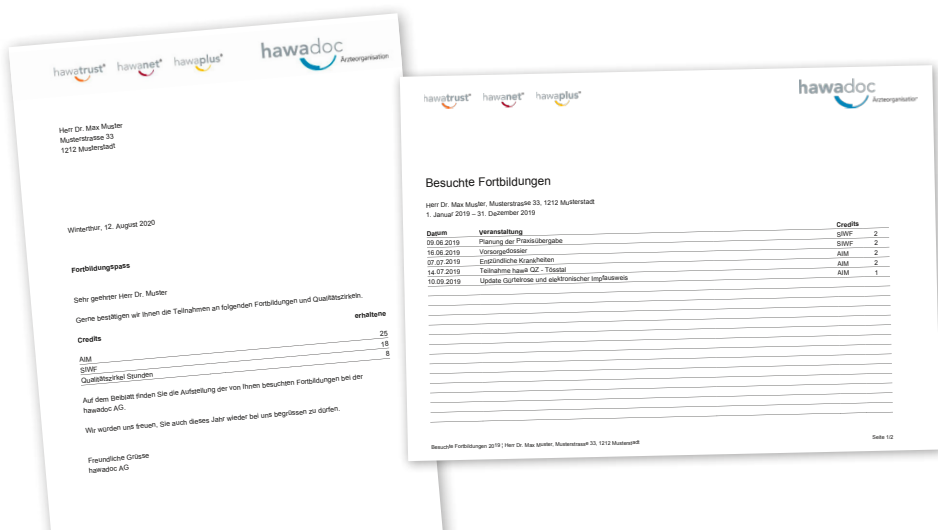 hawatrust hawanet hawaplus hawadoc
Ärzteorganisation
Herr Dr. Max Muster
Musterstrasse 33
1212 Musterstadt
Winterthur, 12. August 2020
Fortbildungspass
Sehr geehrter Herr Dr. Muster
Gerne bestätigen wir Ihnen die Teilnahmen an folgenden Fortbildungen und Qualitätszirkeln.
Credits erhaltene
AIM 25
SIWF 18
Qualitätszirkel Stunden 8
Auf dem Beiblatt finden Sie die Aufstellung der von Ihnen besuchten Fortbildungen bei der
hawadoc AG.
Wir würden uns freuen, Sie auch dieses Jahr wieder bei uns begrüssen zu dürfen.
Freundliche Grüsse
hawadoc AG
hawatrust hawanet hawaplus hawadoc
Ärzteorganisation
Besuchte Fortbildungen
Herr Dr. Max Muster, Musterstrasse 33, 1212 Musterstadt
1. Januar 2019 – 31. Dezember 2019
Datum Veranstaltung Credits
09.06.2019 Planung der Praxisübergabe SIWF 2
16.06.2019 Vorsorgedossier SIWF 2
07.07.2019 Entzündliche Krankheiten AIM 2
14.07.2019 Teilnahme hawa QZ - Tösstal AIM 2
10.09.2019 Update Gürtelrose und elektronischer Impfausweis AIM 1
Besuchte Fortbildungen 2019 ¦ Herr Dr. Max Muster, Musterstrasse 33, 1212 Musterstadt Seite 1/2